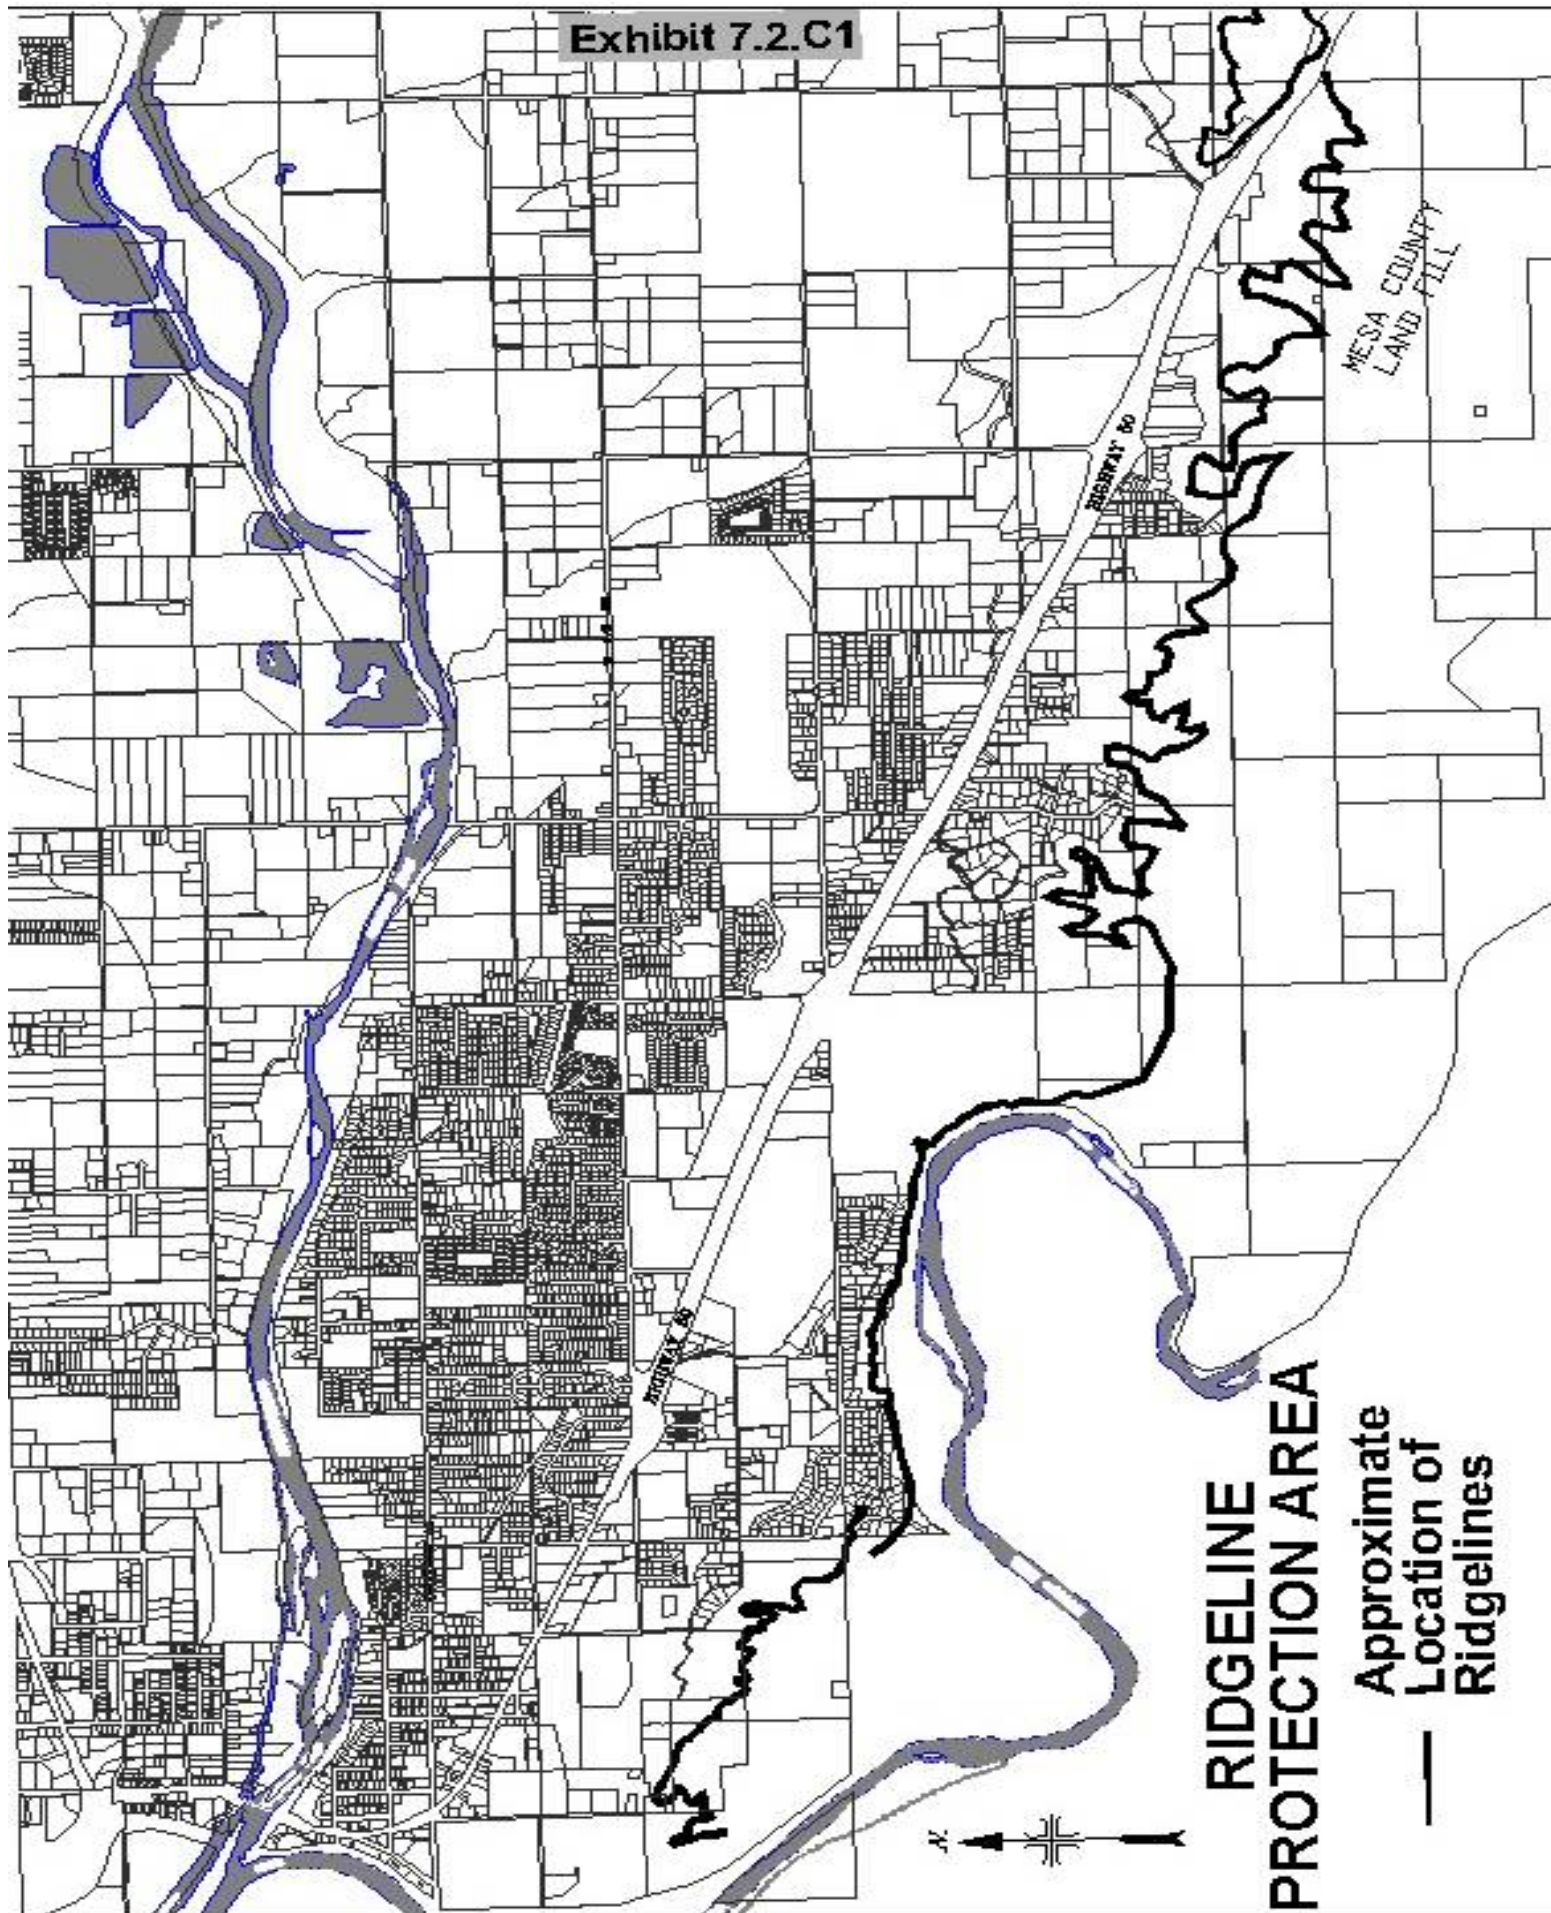 Exhibit 7.2.C1
MESA COUNTY
LAND FILL
HIGHWAY 50
HIGHWAY 50
N
RIDGELINE
PROTECTION AREA
Approximate
Location of
Ridgelines